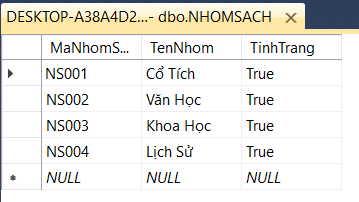 DESKTOP-A38A4D2...- dbo.NHOMSACH
MaNhomS... TenNhom TinhTrang
NS001 Cổ Tích True
NS002 Văn Học True
NS003 Khoa Học True
NS004 Lịch Sử True
NULL NULL NULL